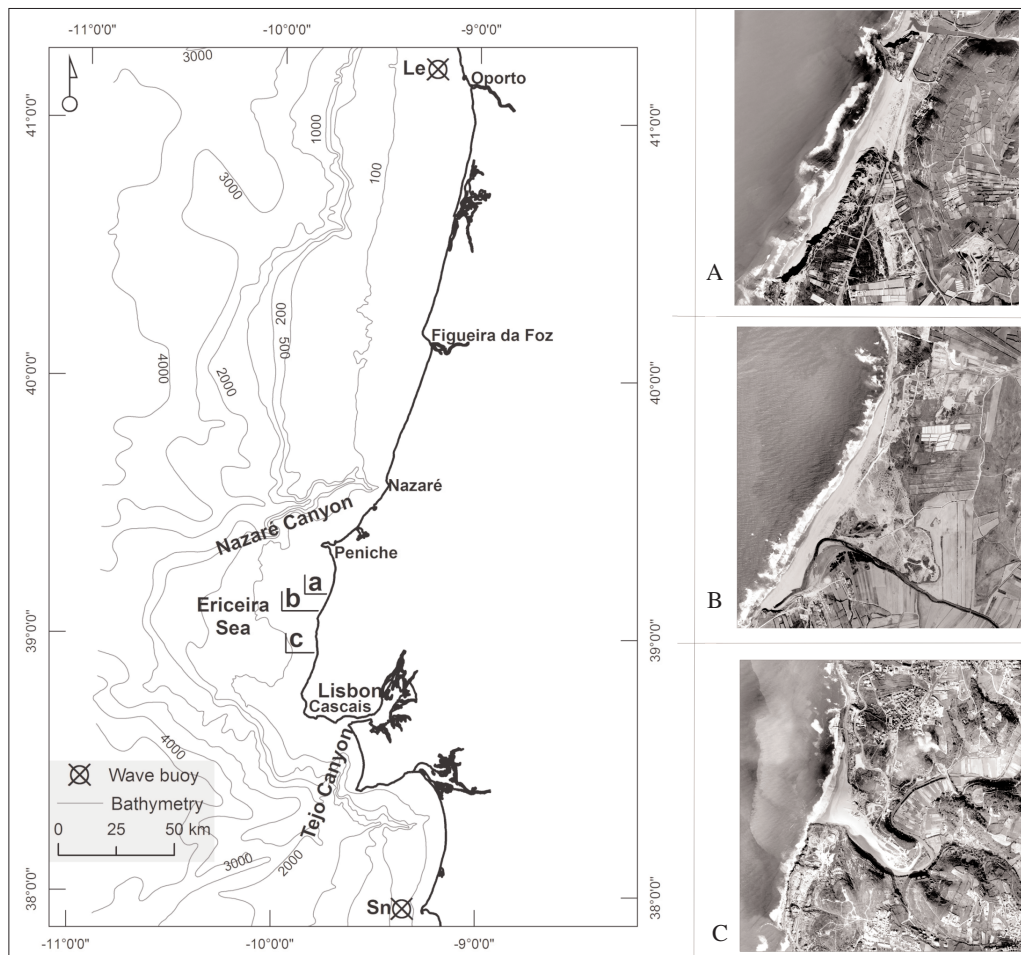 -11°0'0"
-10°0'0"
-9°0'0"
3000
Le
Oporto
41°0'0"
41°0'0"
1000
100
3000
200
500
Figueira da Foz
4000
2000
40°0'0"
40°0'0"
Nazaré
Nazaré Canyon
Peniche
a
b
Ericeira
Sea
c
39°0'0"
39°0'0"
Lisbon
Cascais
4000
Tejo Canyon
Wave buoy
Bathymetry
0 25 50 km
3000
2000
38°0'0"
38°0'0"
Sn
-11°0'0"
-10°0'0"
-9°0'0"
A
B
C